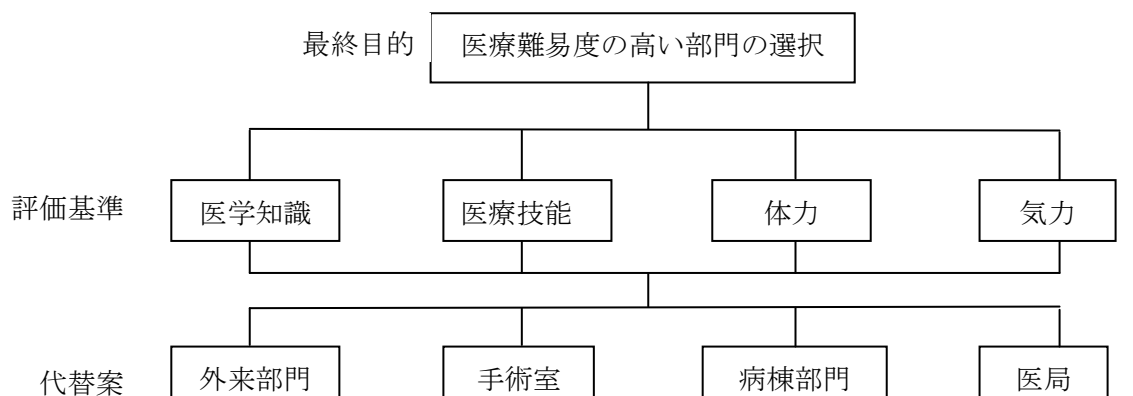 最終目的 医療難易度の高い部門の選択
評価基準 医学知識 医療技能 体力 気力
代替案 外来部門 手術室 病棟部門 医局